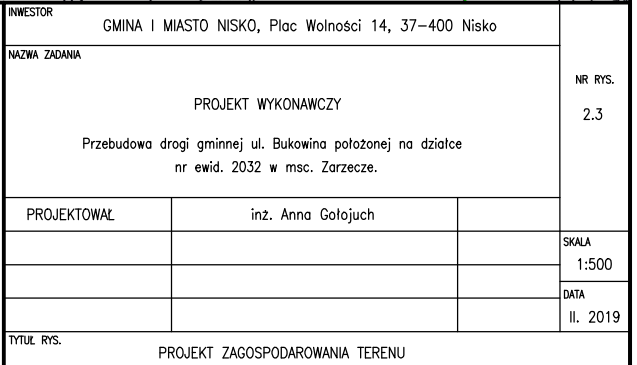 INWESTOR
GMINA I MIASTO NISKO, Plac Wolności 14, 37-400 Nisko
NAZWA ZADANIA
NR RYS.
2.3
PROJEKT WYKONAWCZY
Przebudowa drogi gminnej ul. Bukowina położonej na działce
nr ewid. 2032 w msc. Zarzecze.
PROJEKTOWAŁ
inż. Anna Gołojuch
SKALA
1:500
DATA
II. 2019
TYTUŁ RYS.
PROJEKT ZAGOSPODAROWANIA TERENU